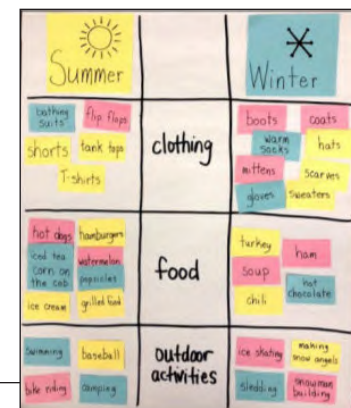 Summer
Winter
bathing suits
flip flops
shorts
tank tops
T-shirts
clothing
boots
coats
warm socks
hats
mittens
scarves
gloves
sweaters
hot dogs
hamburgers
iced tea
watermelon
corn on the cob
popsicles
ice cream
grilled food
food
turkey
ham
soup
hot chocolate
chili
swimming
baseball
bike riding
camping
outdoor activities
ice skating
making snow angels
sledding
snowman building